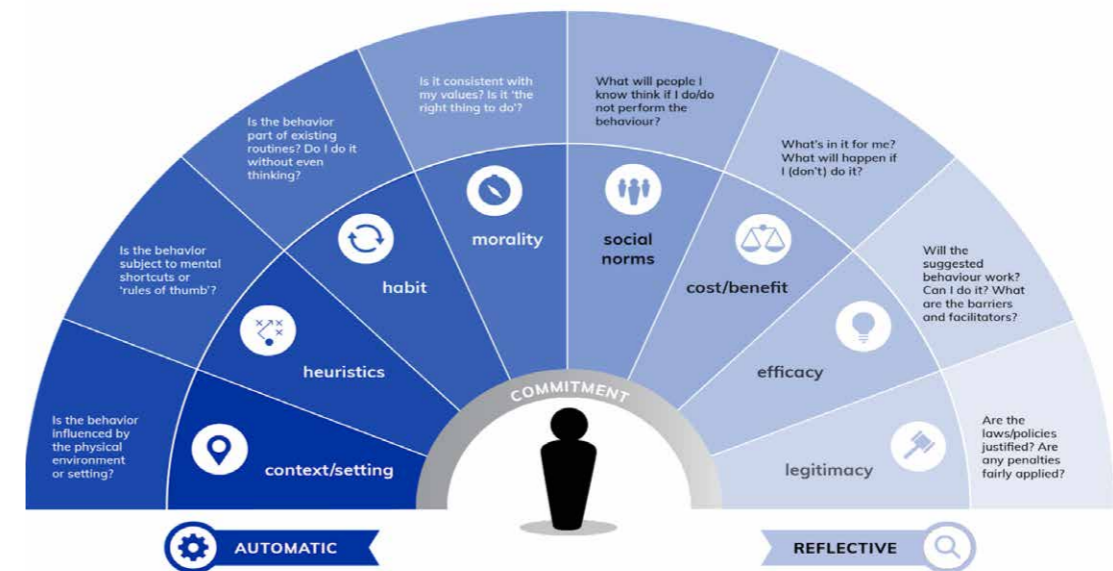 Is it consistent with
my values? Is it ‘the
right thing to do’?
What will people I
know think if I do/do
not perform the
behaviour?
Is the behavior
part of existing
routines? Do I do it
without even
thinking?
What's in it for me?
What will happen if
I (don't) do it?
Is the behavior
subject to mental
shortcuts or
‘rules of thumb’?
Will the
suggested
behaviour work?
Can I do it? What
are the barriers
and facilitators?
Is the behavior
influenced by
the physical
environment
or setting?
Are the
laws/policies
justified? Are
any penalties
fairly applied?
context/setting
heuristics
habit
morality
social
norms
cost/benefit
efficacy
legitimacy
COMMITMENT
AUTOMATIC
REFLECTIVE